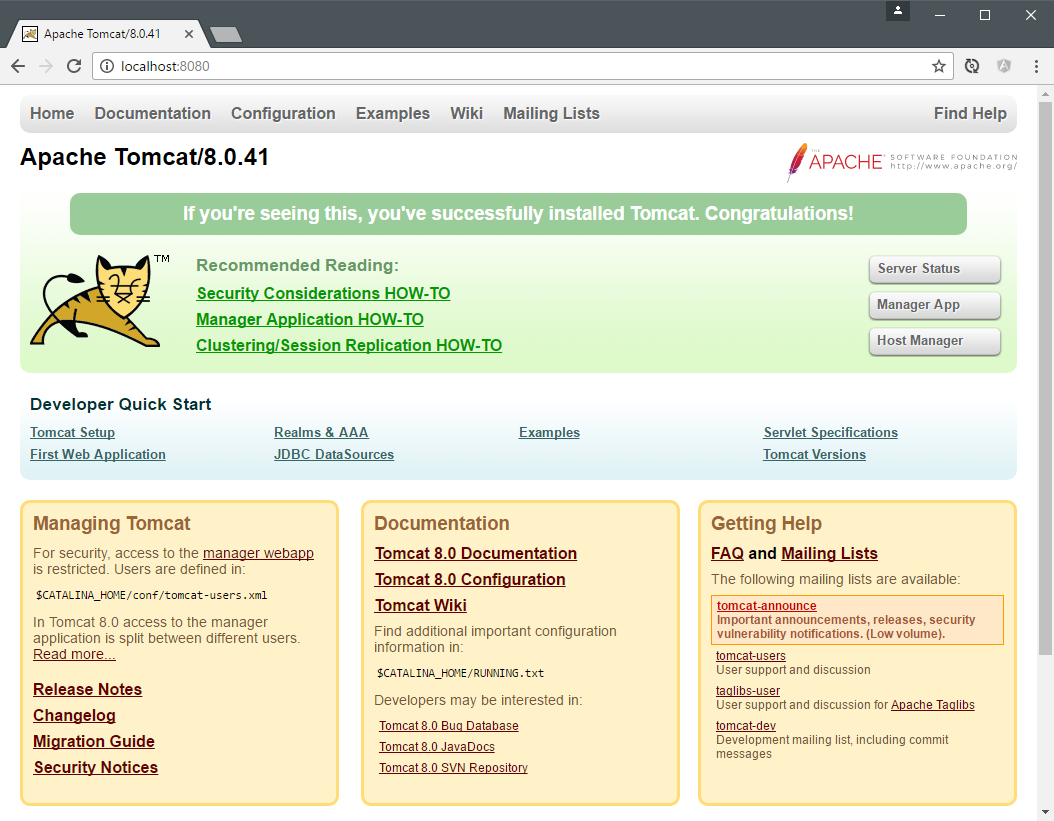 Apache Tomcat/8.0.41
localhost:8080
Home Documentation Configuration Examples Wiki Mailing Lists Find Help
Apache Tomcat/8.0.41
THE APACHE SOFTWARE FOUNDATION
http://www.apache.org/
If you're seeing this, you've successfully installed Tomcat. Congratulations!
TM
Recommended Reading:
Security Considerations HOW-TO
Manager Application HOW-TO
Clustering/Session Replication HOW-TO
Server Status
Manager App
Host Manager
Developer Quick Start
Tomcat Setup
First Web Application
Realms & AAA
JDBC DataSources
Examples
Servlet Specifications
Tomcat Versions
Managing Tomcat
For security, access to the manager webapp
is restricted. Users are defined in:
$CATALINA_HOME/conf/tomcat-users.xml
In Tomcat 8.0 access to the manager
application is split between different users.
Read more...
Release Notes
Changelog
Migration Guide
Security Notices
Documentation
Tomcat 8.0 Documentation
Tomcat 8.0 Configuration
Tomcat Wiki
Find additional important configuration
information in:
$CATALINA_HOME/RUNNING.txt
Developers may be interested in:
Tomcat 8.0 Bug Database
Tomcat 8.0 JavaDocs
Tomcat 8.0 SVN Repository
Getting Help
FAQ and Mailing Lists
The following mailing lists are available:
tomcat-announce
Important announcements, releases, security
vulnerability notifications. (Low volume).
tomcat-users
User support and discussion
taglibs-user
User support and discussion for Apache Taglibs
tomcat-dev
Development mailing list, including commit
messages